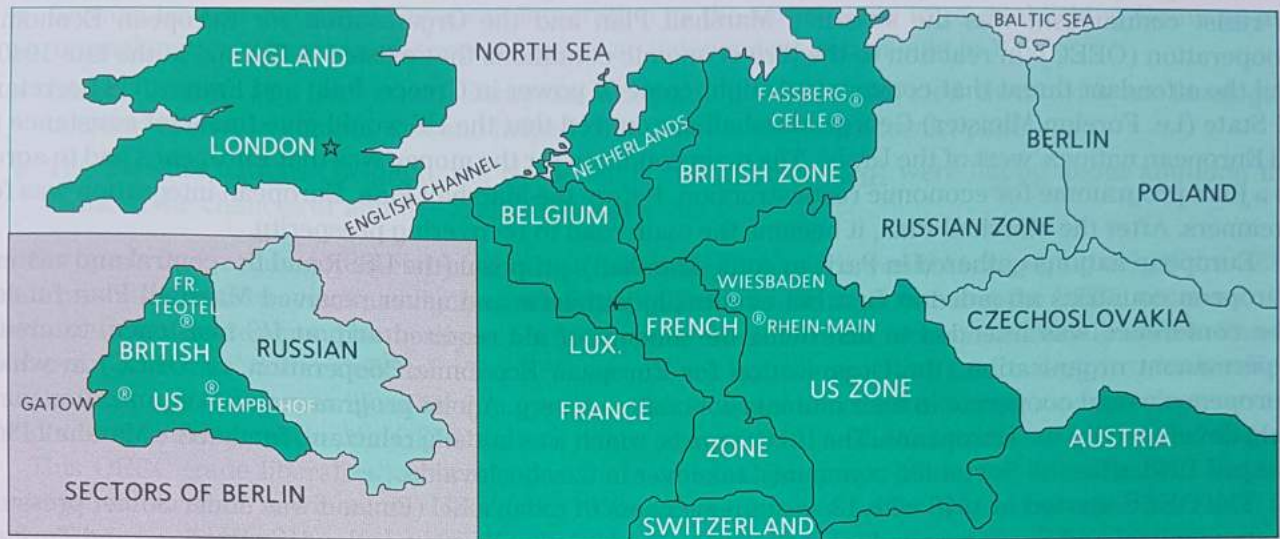 ENGLAND
LONDON
NORTH SEA
ENGLISH CHANNEL
NETHERLANDS
BELGIUM
LUX.
FRANCE
FRENCH
ZONE
SWITZERLAND
BRITISH ZONE
FASSBERG ®
CELLE ®
BALTIC SEA
BERLIN
POLAND
RUSSIAN ZONE
WIESBADEN
®
® RHEIN-MAIN
CZECHOSLOVAKIA
US ZONE
AUSTRIA
FR.
TEOTEL
®
BRITISH
RUSSIAN
GATOW ®
US
® TEMPBLHOF
SECTORS OF BERLIN